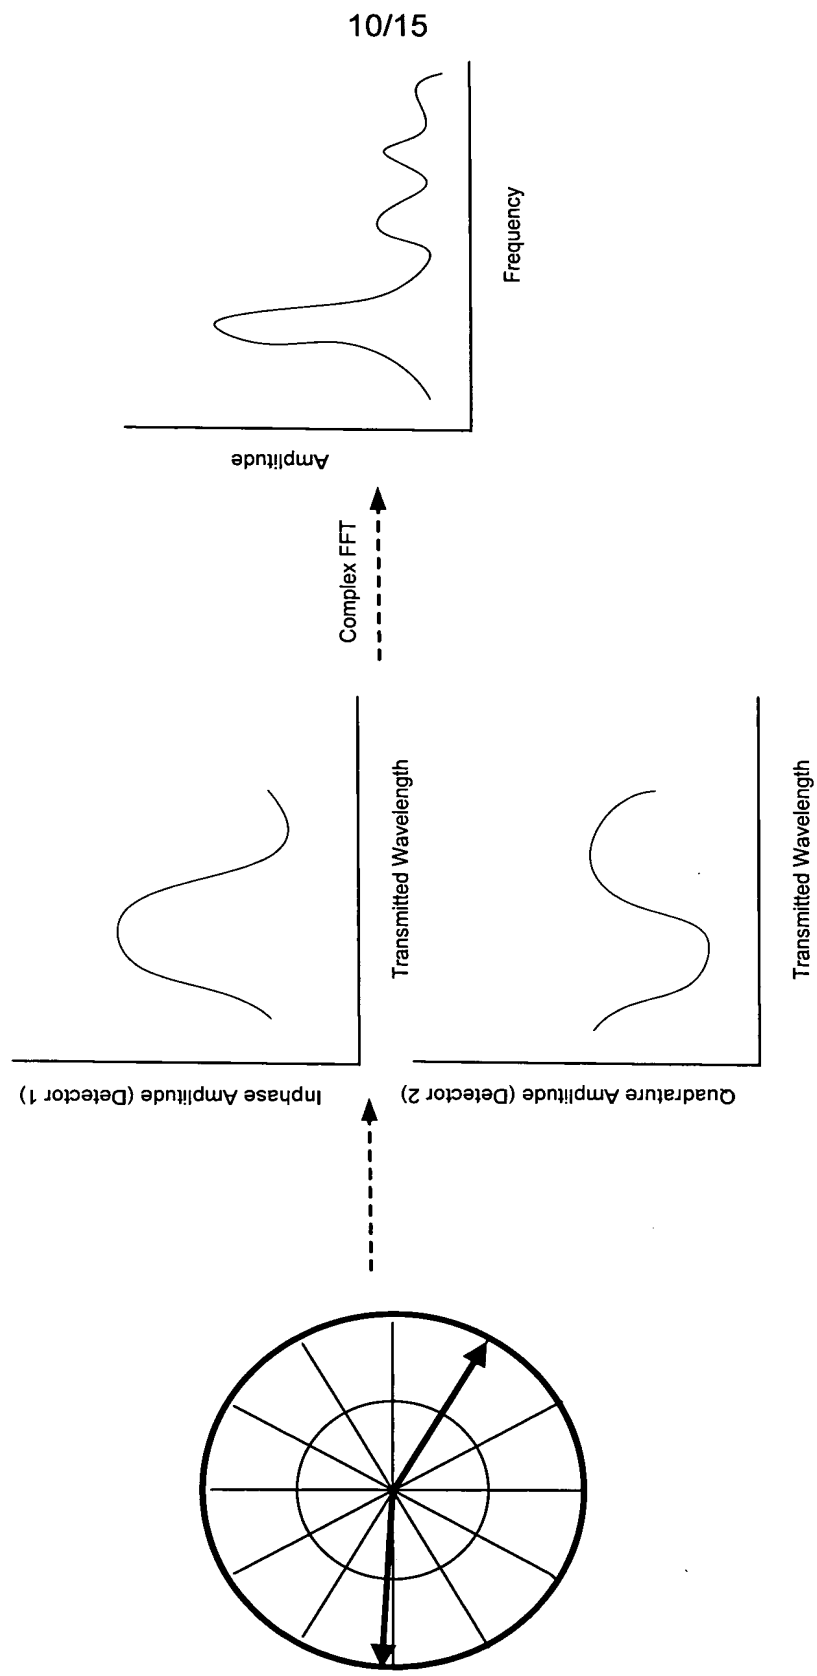 10/15
Amplitude
Frequency
Complex FFT
Inphase Amplitude (Detector 1)
Transmitted Wavelength
Quadrature Amplitude (Detector 2)
Transmitted Wavelength